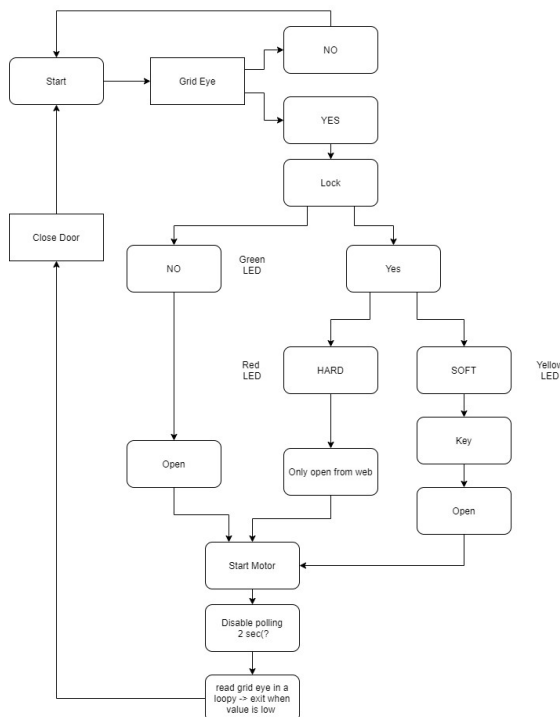 NO
Start
Grid Eye
YES
Lock
Close Door
NO
Green
LED
Yes
Red
LED
HARD
SOFT
Yellow
LED
Key
Open
Only open from web
Open
Start Motor
Disable polling
2 sec(?
read grid eye in a
loopy -> exit when
value is low